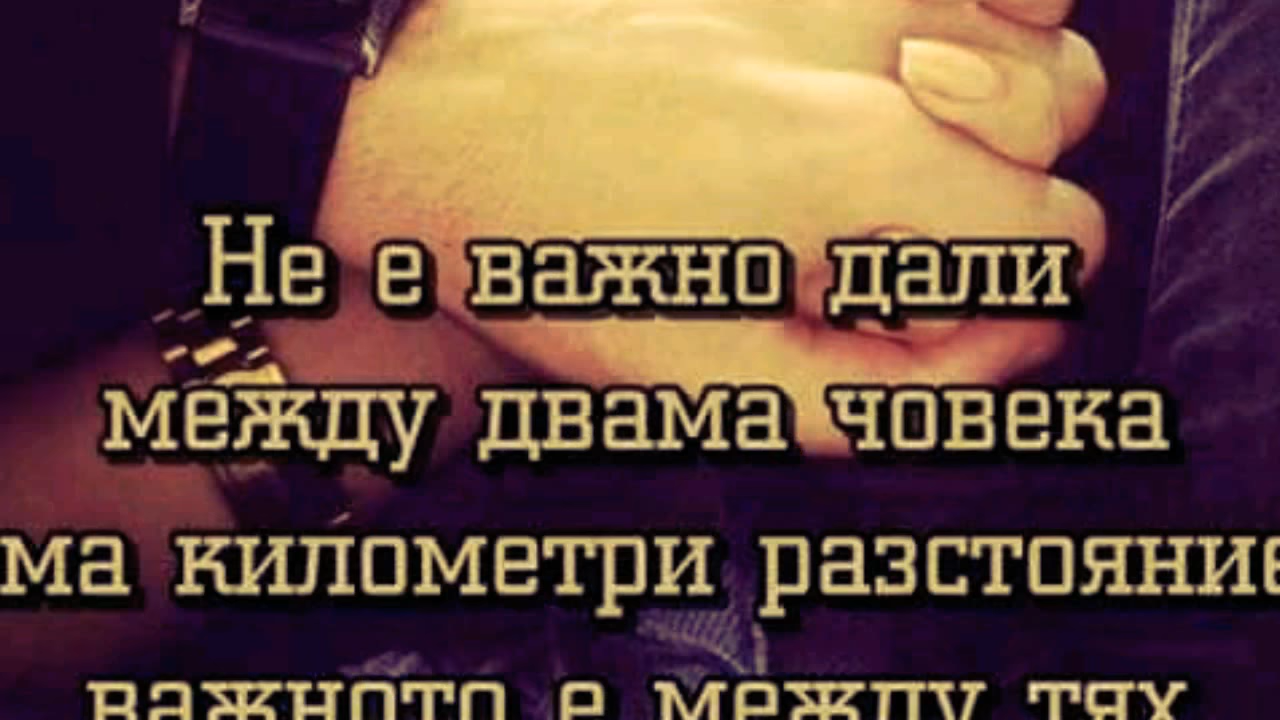 Не е важно дали
между двама човека
ма километри разстояние
важното е между тях